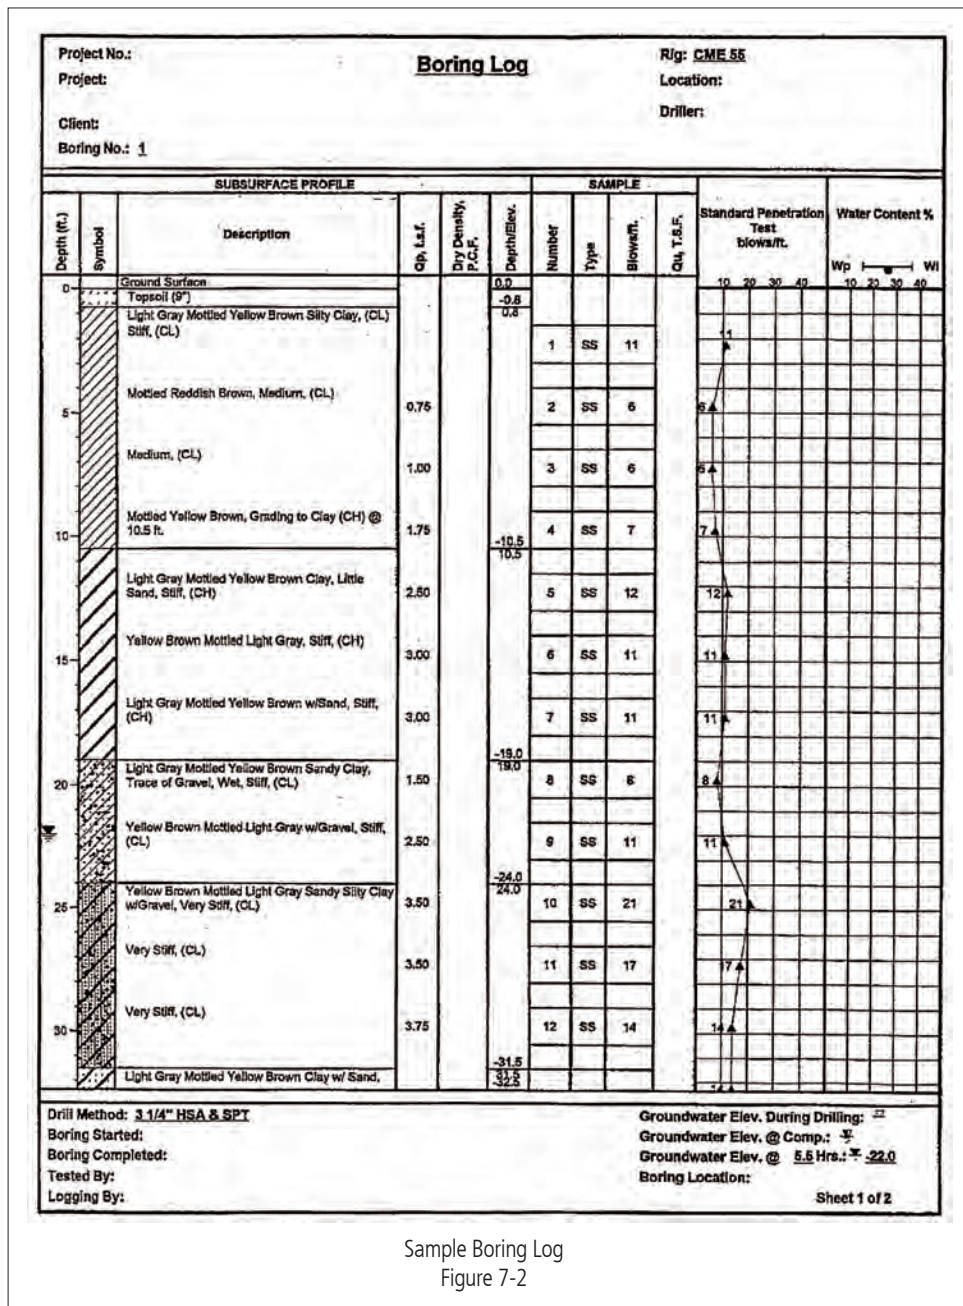 Project No.:
Project:
Client:
Boring No.: 1
Boring Log
Rig: CME 55
Location:
Driller:
SUBSURFACE PROFILE
SAMPLE
Depth (ft.)
Symbol
Description
Qp, t.s.f.
Dry Density, P.C.F.
Depth/Elev.
Number
Type
Blows/ft.
Qu, T.S.F.
Standard Penetration
Test
blows/ft.
10 20 30 40
Water Content %
Wp Wl
10 20 30 40
0
Ground Surface
0.0
Topsoil (9")
-0.8
0.8
Light Gray Mottled Yellow Brown Silty Clay, (CL)
Stiff, (CL)
1 SS 11
11
Mottled Reddish Brown, Medium, (CL)
0.75
2 SS 6
6
5
Medium, (CL)
1.00
3 SS 6
6
Mottled Yellow Brown, Grading to Clay (CH) @
10.5 ft.
1.75
4 SS 7
7
10
-10.5
10.5
Light Gray Mottled Yellow Brown Clay, Little
Sand, Stiff, (CH)
2.50
5 SS 12
12
Yellow Brown Mottled Light Gray, Stiff, (CH)
3.00
6 SS 11
11
15
Light Gray Mottled Yellow Brown w/Sand, Stiff,
(CH)
3.00
7 SS 11
11
-19.0
19.0
Light Gray Mottled Yellow Brown Sandy Clay,
Trace of Gravel, Wet, Stiff, (CL)
1.50
8 SS 8
8
20
Yellow Brown Mottled Light Gray w/Gravel, Stiff,
(CL)
2.50
9 SS 11
11
-24.0
24.0
Yellow Brown Mottled Light Gray Sandy Silty Clay
w/Gravel, Very Stiff, (CL)
3.50
10 SS 21
21
25
Very Stiff, (CL)
3.50
11 SS 17
17
Very Stiff, (CL)
3.75
12 SS 14
14
30
-31.5
31.5
-32.5
Light Gray Mottled Yellow Brown Clay w/ Sand,
14
Drill Method: 3 1/4" HSA & SPT
Boring Started:
Boring Completed:
Tested By:
Logging By:
Groundwater Elev. During Drilling:
Groundwater Elev. @ Comp.:
Groundwater Elev. @ 5.5 Hrs.: -22.0
Boring Location:
Sheet 1 of 2
Sample Boring Log
Figure 7-2